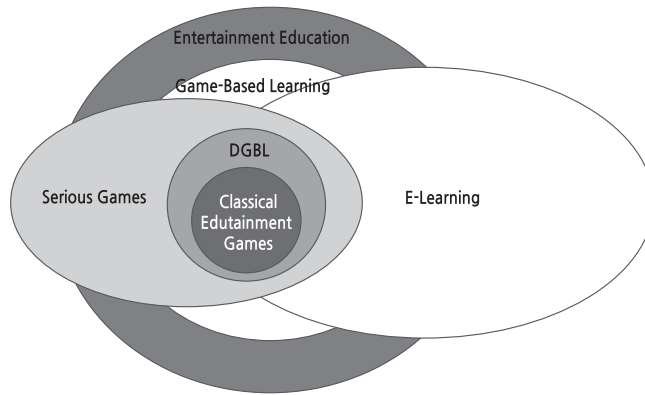 Entertainment Education
Game-Based Learning
DGBL
Serious Games
Classical
Edutainment
Games
E-Learning